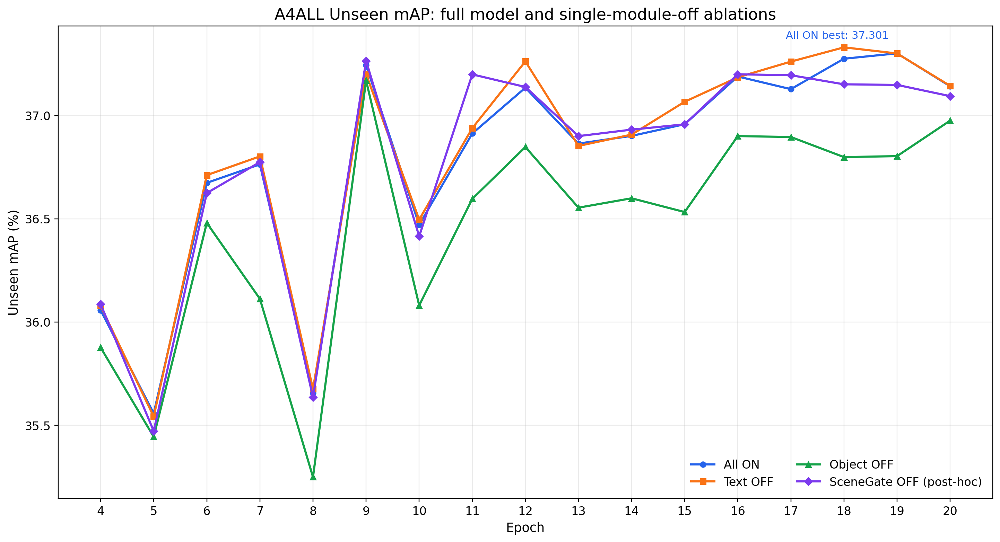 A4ALL Unseen mAP: full model and single-module-off ablations
All ON best: 37.301
Unseen mAP (%)
37.0
36.5
36.0
35.5
All ON
Text OFF
Object OFF
SceneGate OFF (post-hoc)
4 5 6 7 8 9 10 11 12 13 14 15 16 17 18 19 20
Epoch